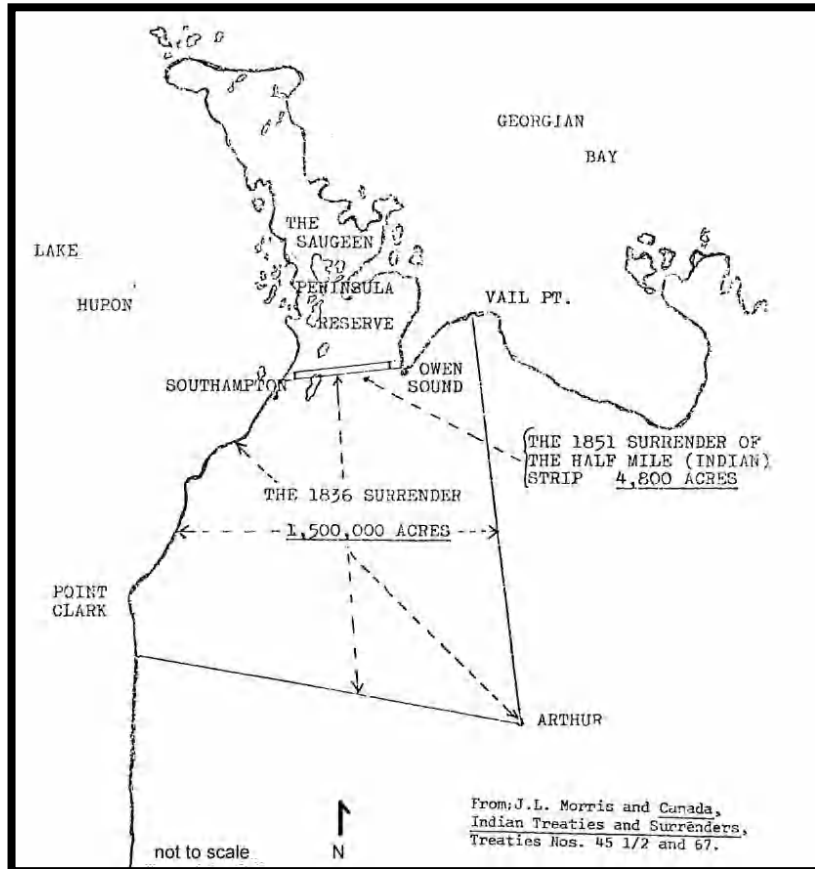 GEORGIAN
BAY
THE
SAUGEEN
PENINSULA
RESERVE
LAKE
HURON
VAIL PT.
SOUTHAMPTON
OWEN
SOUND
THE 1851 SURRENDER OF
THE HALF MILE (INDIAN)
STRIP 4,800 ACRES
THE 1836 SURRENDER
1,500,000 ACRES
POINT
CLARK
ARTHUR
From; J.L. Morris and Canada,
Indian Treaties and Surrenders,
Treaties Nos. 45 1/2 and 67.
not to scale
N